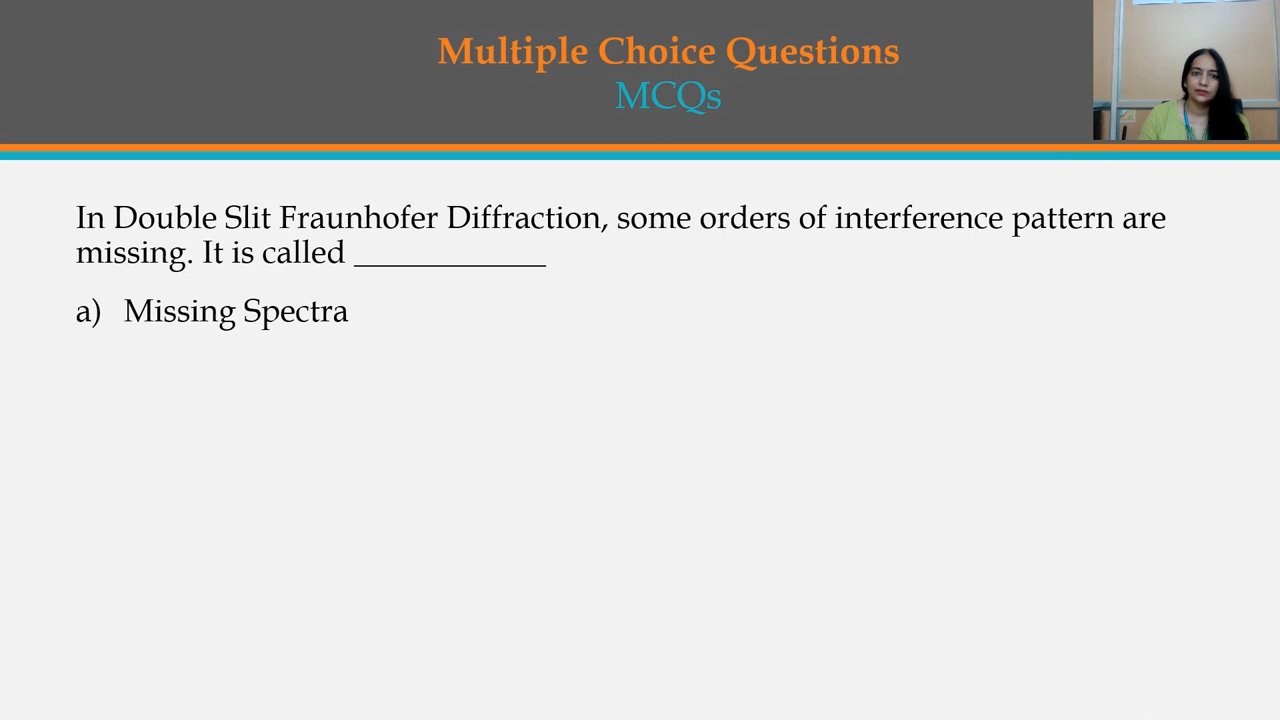 Multiple Choice Questions
MCQs
In Double Slit Fraunhofer Diffraction, some orders of interference pattern are
missing. It is called ____________
a) Missing Spectra